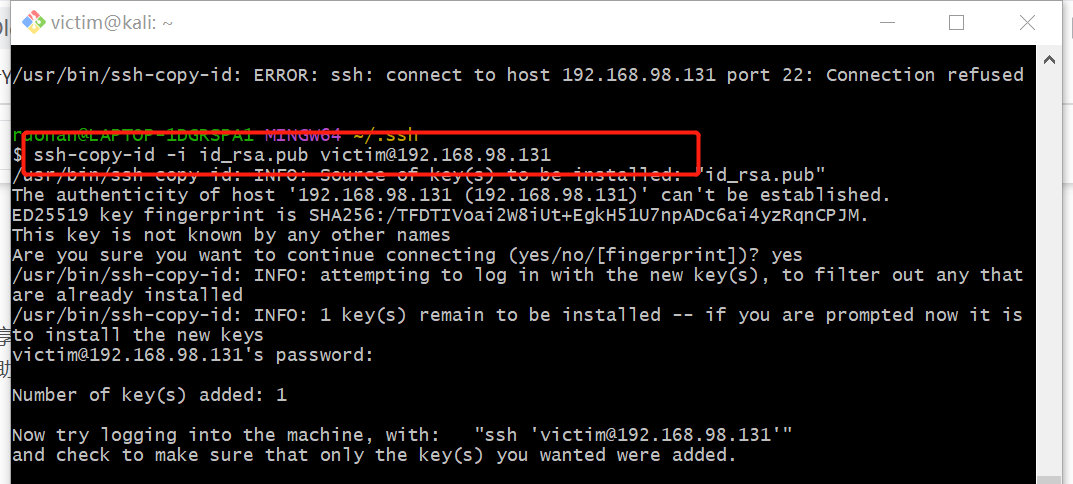 victim@kali: ~
/usr/bin/ssh-copy-id: ERROR: ssh: connect to host 192.168.98.131 port 22: Connection refused
ruonan@LAPTOP-1DGRSPA1 MINGW64 ~/.ssh
$ ssh-copy-id -i id_rsa.pub victim@192.168.98.131
/usr/bin/ssh-copy-id: INFO: Source of key(s) to be installed: "id_rsa.pub"
The authenticity of host '192.168.98.131 (192.168.98.131)' can't be established.
ED25519 key fingerprint is SHA256:/TFDTIVoai2W8iUt+EgkH51U7npADc6ai4yzRqnCPJM.
This key is not known by any other names
Are you sure you want to continue connecting (yes/no/[fingerprint])? yes
/usr/bin/ssh-copy-id: INFO: attempting to log in with the new key(s), to filter out any that
are already installed
/usr/bin/ssh-copy-id: INFO: 1 key(s) remain to be installed -- if you are prompted now it is
to install the new keys
victim@192.168.98.131's password:
Number of key(s) added: 1
Now try logging into the machine, with:   "ssh 'victim@192.168.98.131'"
and check to make sure that only the key(s) you wanted were added.